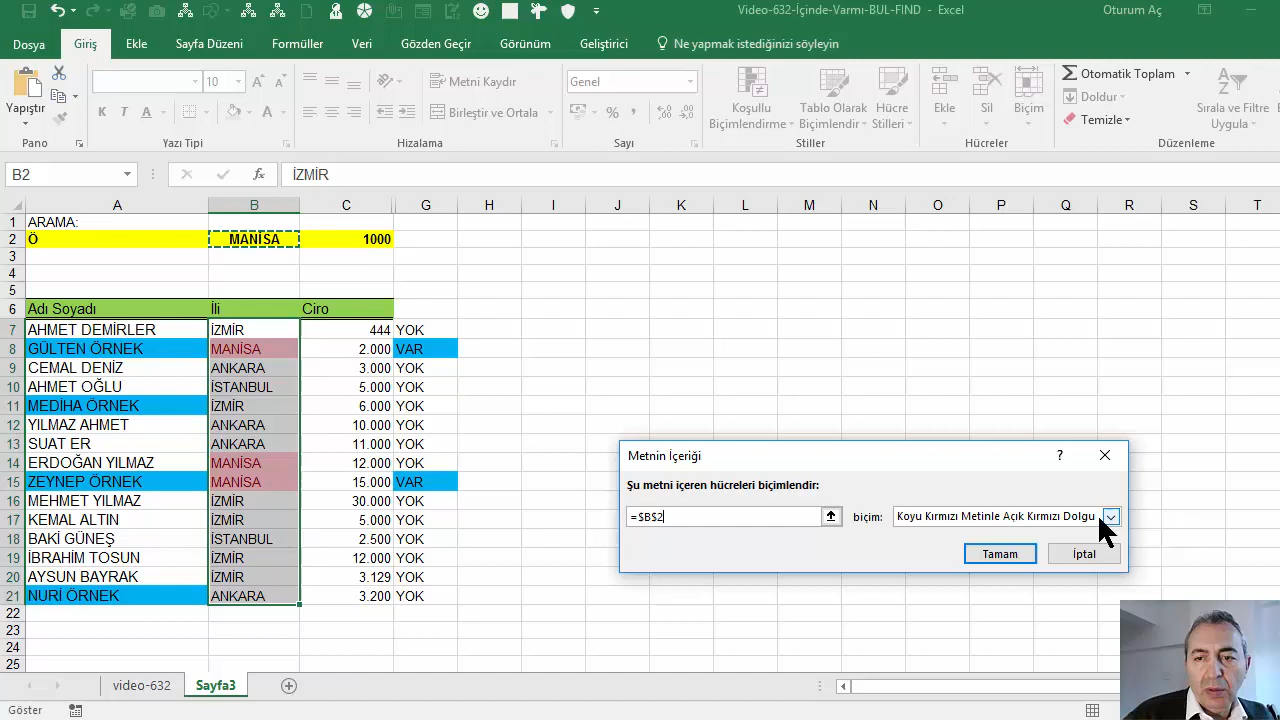 Video-632-İçinde-Varmı-BUL-FIND - Excel
Oturum Aç
Dosya Giriş Ekle Sayfa Düzeni Formüller Veri Gözden Geçir Görünüm Geliştirici Ne yapmak istediğinizi söyleyin
Yapıştır
10
K T A
Metni Kaydır
Birleştir ve Ortala
Genel
Koşullu Biçimlendirme
Tablo Olarak Biçimlendir
Hücre Stilleri
Ekle
Sil
Biçim
Otomatik Toplam
Doldur
Temizle
Sırala ve Filtre Uygula
Pano Yazı Tipi Hizalama Sayı Stiller Hücreler Düzenleme
B2 fx İZMİR
A B C G H I J K L M N O P Q R S T
1 ARAMA:
2 Ö MANİSA 1000
3
4
5
6 Adı Soyadı İli Ciro
7 AHMET DEMİRLER İZMİR 444 YOK
8 GÜLTEN ÖRNEK MANİSA 2.000 VAR
9 CEMAL DENİZ ANKARA 3.000 YOK
10 AHMET OĞLU İSTANBUL 5.000 YOK
11 MEDİHA ÖRNEK İZMİR 6.000 YOK
12 YILMAZ AHMET ANKARA 10.000 YOK
13 SUAT ER ANKARA 11.000 YOK
14 ERDOĞAN YILMAZ MANİSA 12.000 YOK
15 ZEYNEP ÖRNEK MANİSA 15.000 VAR
16 MEHMET YILMAZ İZMİR 30.000 YOK
17 KEMAL ALTIN İZMİR 5.000 YOK
18 BAKİ GÜNEŞ İSTANBUL 2.500 YOK
19 İBRAHİM TOSUN İZMİR 12.000 YOK
20 AYSUN BAYRAK İZMİR 3.129 YOK
21 NURİ ÖRNEK ANKARA 3.200 YOK
22
23
24
25
Metnin İçeriği ?
Şu metni içeren hücreleri biçimlendir:
=$B$2 biçim: Koyu Kırmızı Metinle Açık Kırmızı Dolgu
Tamam İptal
video-632 Sayfa3
Göster